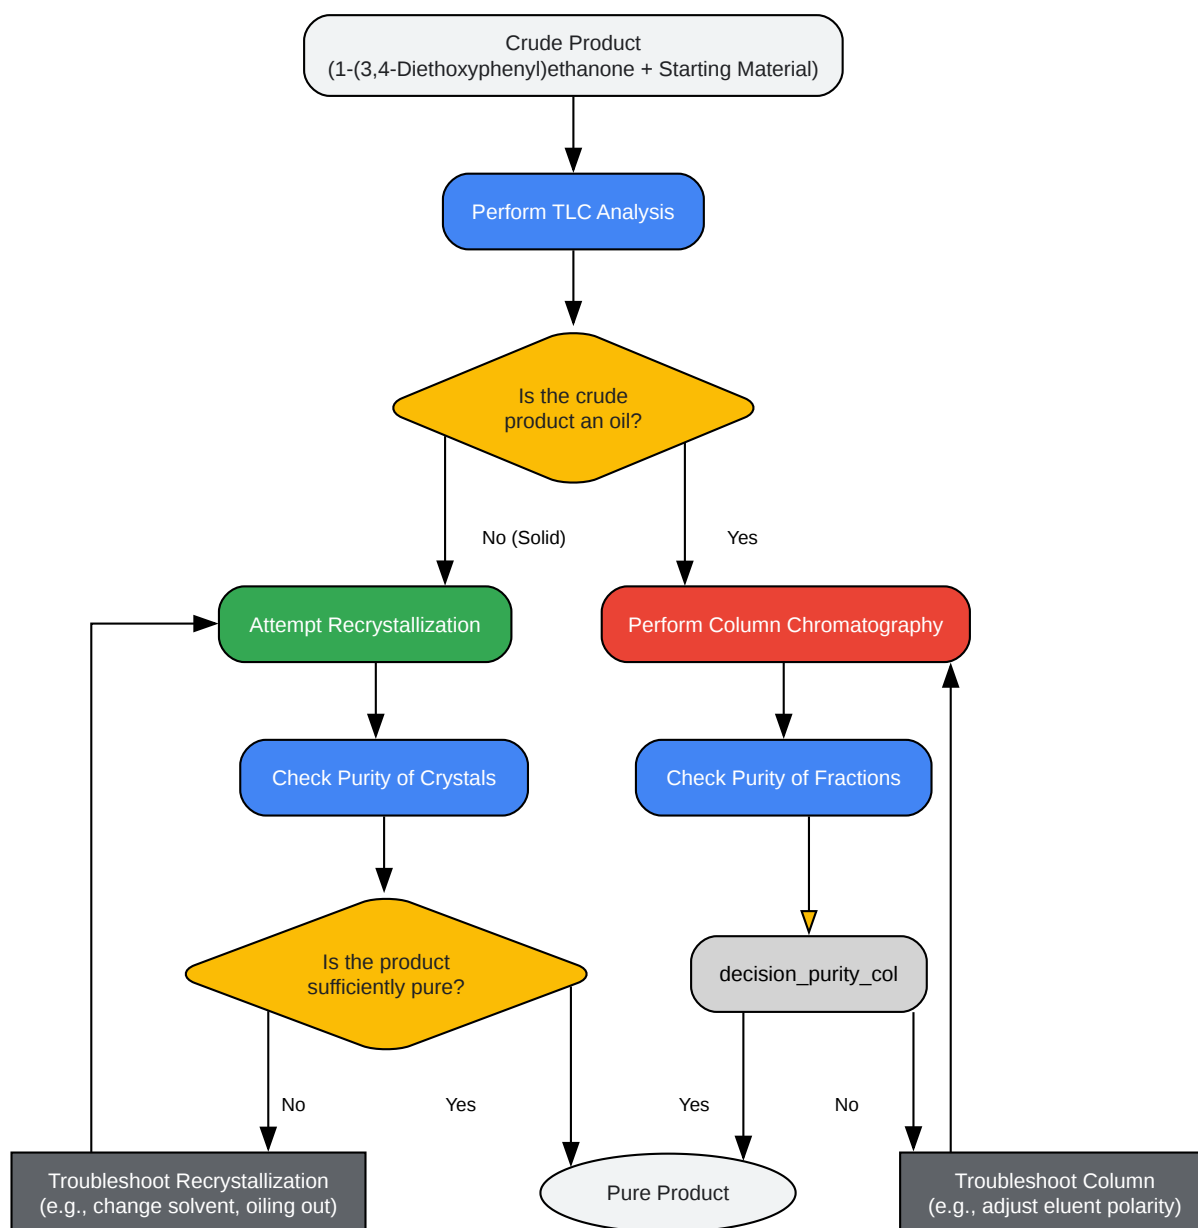 Crude Product
(1-(3,4-Diethoxyphenyl)ethanone + Starting Material)
Perform TLC Analysis
Is the crude
product an oil?
No (Solid)
Yes
Attempt Recrystallization
Perform Column Chromatography
Check Purity of Crystals
Check Purity of Fractions
Is the product
sufficiently pure?
decision_purity_col
No
Yes
Yes
No
Troubleshoot Recrystallization
(e.g., change solvent, oiling out)
Pure Product
Troubleshoot Column
(e.g., adjust eluent polarity)